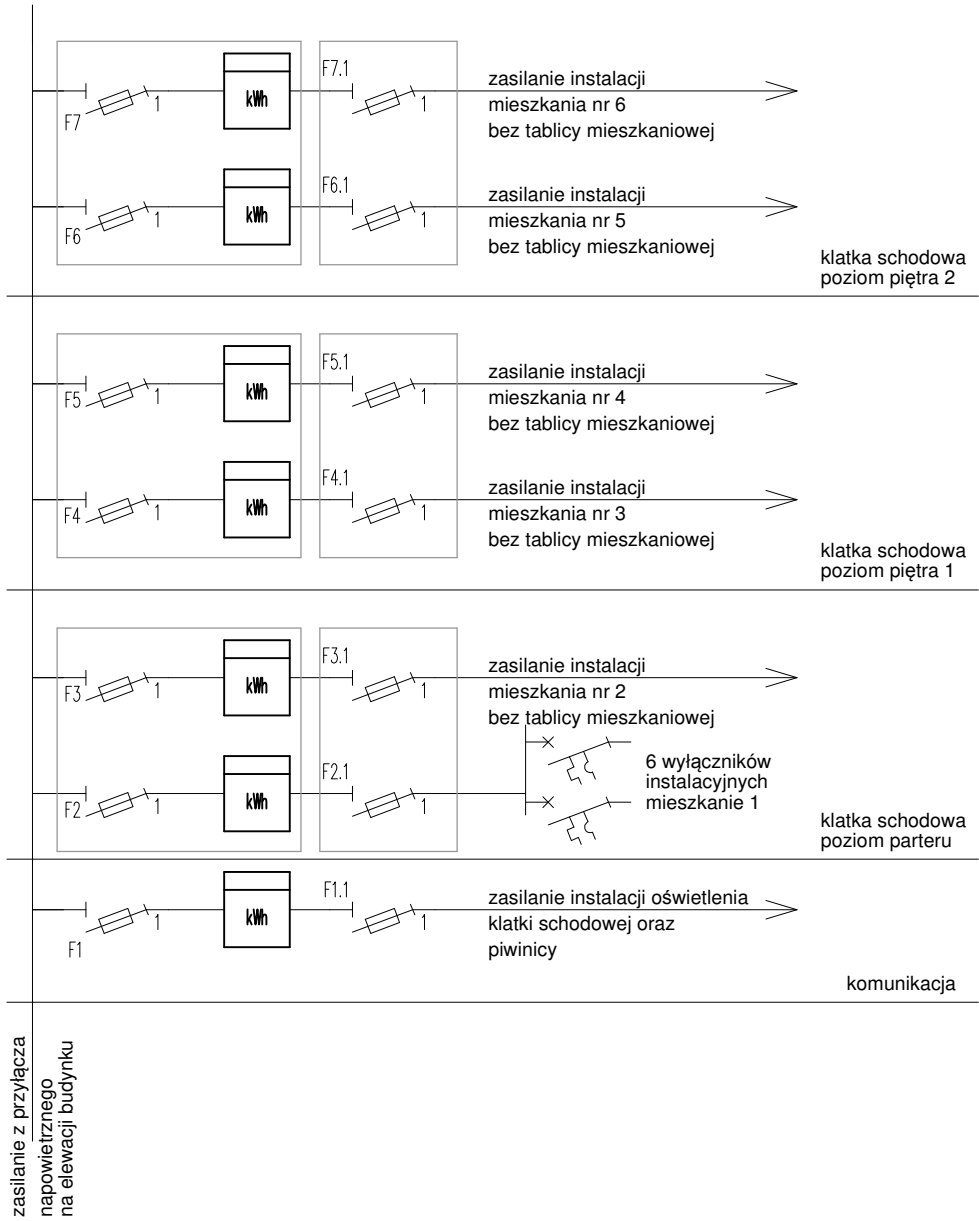 F7
1
kWh
F7.1
1
zasilanie instalacji
mieszkania nr 6
bez tablicy mieszkaniowej
F6
1
kWh
F6.1
1
zasilanie instalacji
mieszkania nr 5
bez tablicy mieszkaniowej
klatka schodowa
poziom piętra 2
F5
1
kWh
F5.1
1
zasilanie instalacji
mieszkania nr 4
bez tablicy mieszkaniowej
F4
1
kWh
F4.1
1
zasilanie instalacji
mieszkania nr 3
bez tablicy mieszkaniowej
klatka schodowa
poziom piętra 1
F3
1
kWh
F3.1
1
zasilanie instalacji
mieszkania nr 2
bez tablicy mieszkaniowej
F2
1
kWh
F2.1
1
6 wyłączników
instalacyjnych
mieszkanie 1
klatka schodowa
poziom parteru
F1
1
kWh
F1.1
1
zasilanie instalacji oświetlenia
klatki schodowej oraz
piwinicy
komunikacja
zasilanie z przyłącza
napowietrznego
na elewacji budynku